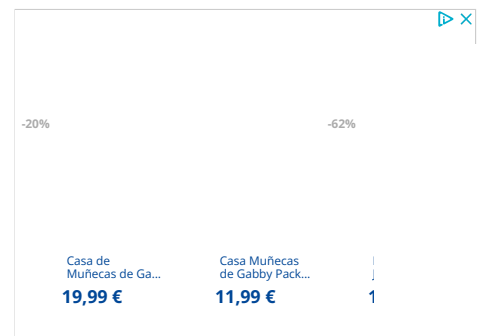 -20%
-62%
Casa de
Muñecas de Ga...
19,99 €
Casa Muñecas
de Gabby Pack...
11,99 €